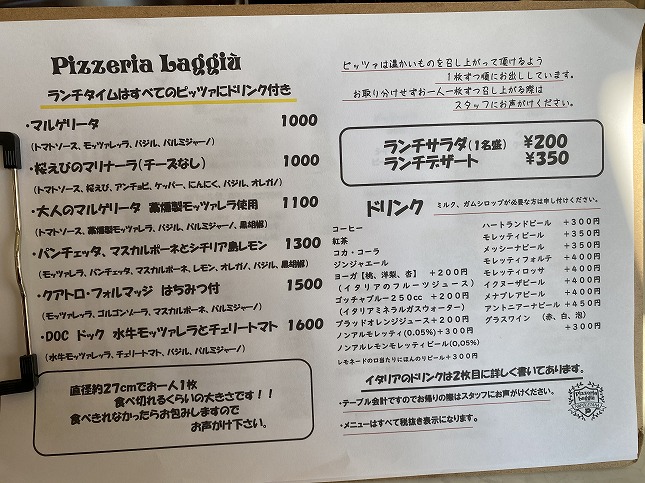 Pizzeria Laggiù
ランチタイムはすべてのピッツァにドリンク付き
・マルゲリータ 1000
(トマトソース、モッツァレッラ、バジル、パルミジャーノ)
・桜えびのマリナーラ(チーズなし) 1000
(トマトソース、桜えび、アンチョビ、ケッパー、にんにく、バジル、オレガノ)
・大人のマルゲリータ 藁燻製モッツァレラ使用 1100
(トマトソース、藁燻製モッツァレラ、バジル、パルミジャーノ、黒胡椒)
・パンチェッタ、マスカルポーネとシチリア島レモン 1300
(モッツァレラ、パンチェッタ、マスカルポーネ、レモン、オレガノ、バジル、黒胡椒)
・クアトロ・フォルマッジ はちみつ付 1500
(モッツァレラ、ゴルゴンソーラ、マスカルポーネ、パルミジャーノ)
・DOC ドック 水牛モッツァレラとチェリートマト 1600
(水牛モッツァレラ、チェリートマト、バジル、パルミジャーノ)
直径約27cmでお一人1枚
食べ切れるくらいの大きさです!!
食べきれなかったらお包みしますので
お声がけ下さい。
ピッツァは温かいものを召し上がって頂けるよう
1枚ずつ順にお出ししています。
お取り分けせずお一人一枚ずつ召し上がる際は
スタッフにお声がけください。
ランチサラダ(1名盛) ¥200
ランチデザート ¥350
ドリンク ミルク、ガムシロップが必要な方は申し付けください。
コーヒー
紅茶
コカ・コーラ
ジンジャエール
ヨーガ【桃、洋梨、杏】 +200円
(イタリアのフルーツジュース)
ゴッチャブルー250cc +200円
(イタリアミネラルガスウォーター)
ブラッドオレンジジュース+200円
ノンアルモレッティ(0.05%)+300円
ノンアルレモンモレッティビール(0,05%)
レモネードの口当たりにほんのりビール+300円
ハートランドビール +300円
モレッティビール +350円
メッシーナビール +350円
モレッティフォルテ +400円
モレッティロッサ +400円
イクヌーザビール +400円
メナブレアビール +400円
アントニアーナビール +450円
グラスワイン (赤、白、泡)
+300円
イタリアのドリンクは2枚目に詳しく書いてあります。
・テーブル会計ですのでお帰りの際はスタッフにお声がけください。
・メニューはすべて税抜き表示になります。
Pizzeria
Laggiù